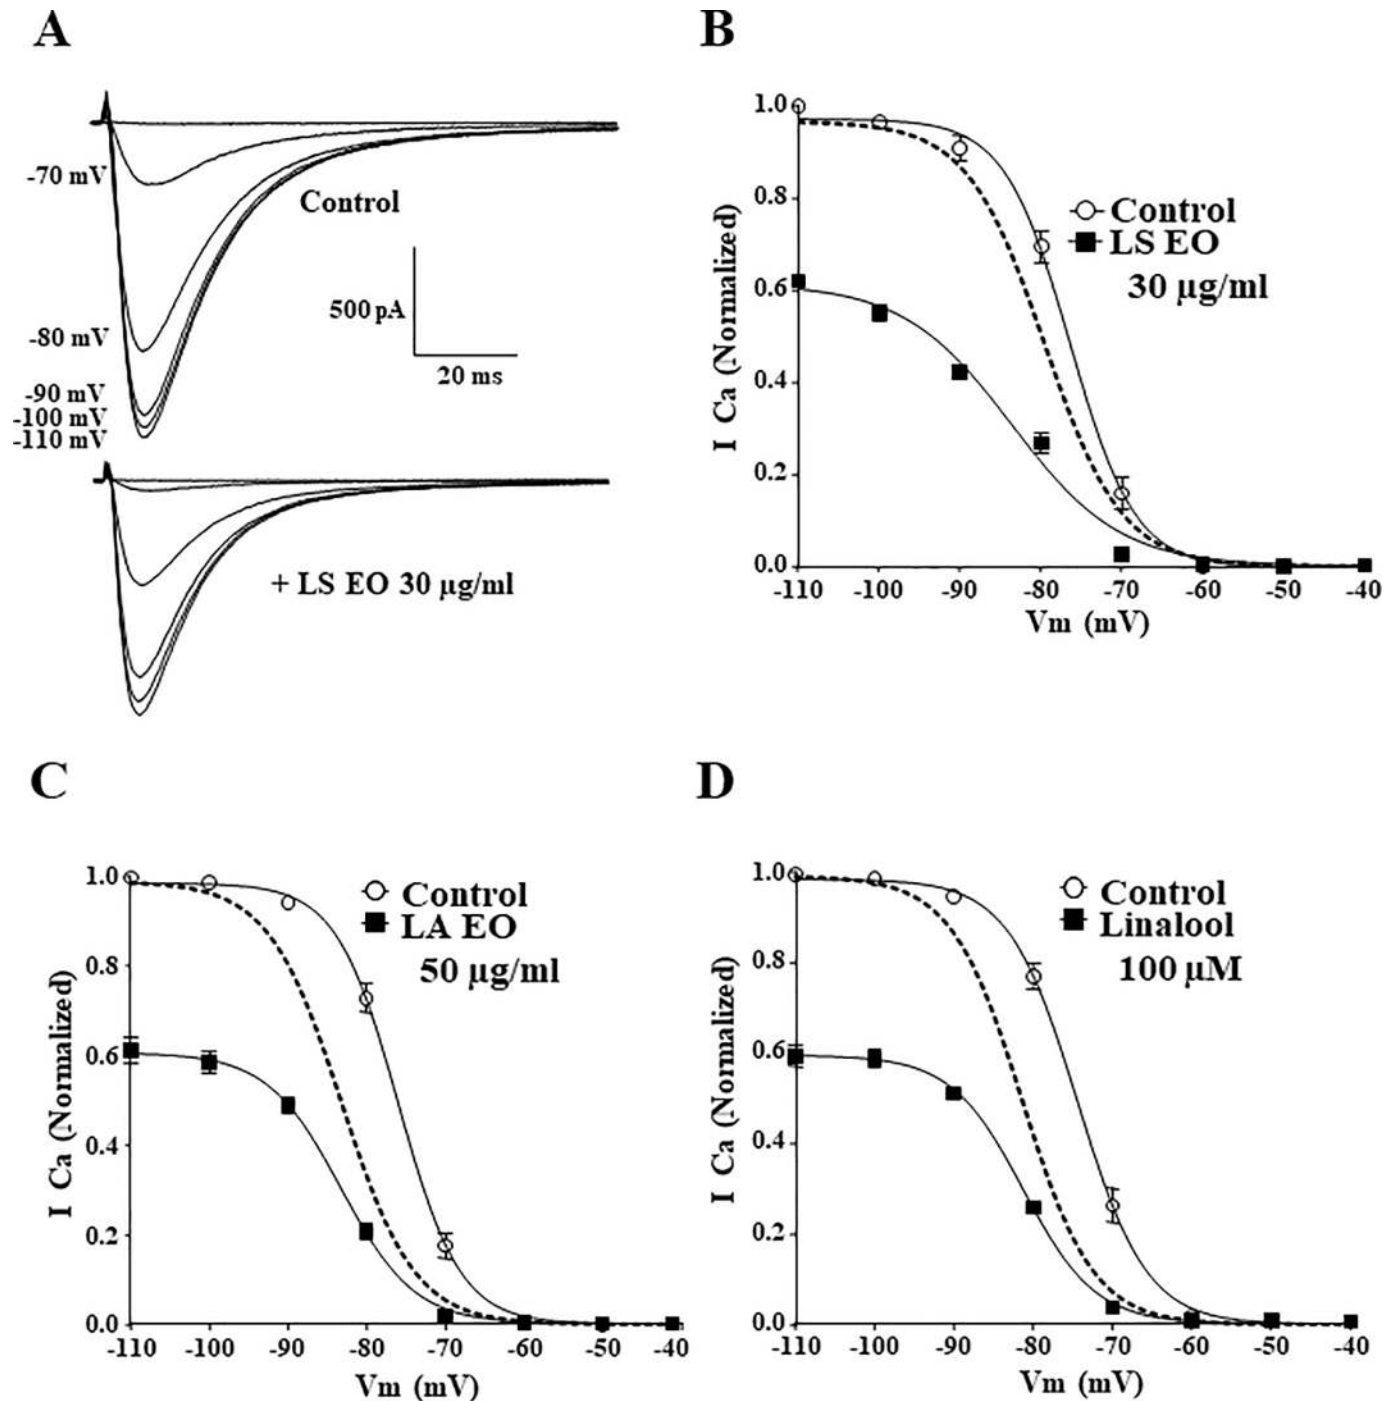 A
-70 mV
Control
500 pA
-80 mV
20 ms
-90 mV
-100 mV
-110 mV
+ LS EO 30 µg/ml
B
1.0
0.8
0.6
0.4
0.2
0.0
I Ca (Normalized)
Control
LS EO
30 µg/ml
-110 -100 -90 -80 -70 -60 -50 -40
Vm (mV)
C
1.0
0.8
0.6
0.4
0.2
0.0
I Ca (Normalized)
Control
LA EO
50 µg/ml
-110 -100 -90 -80 -70 -60 -50 -40
Vm (mV)
D
1.0
0.8
0.6
0.4
0.2
0.0
I Ca (Normalized)
Control
Linalool
100 µM
-110 -100 -90 -80 -70 -60 -50 -40
Vm (mV)